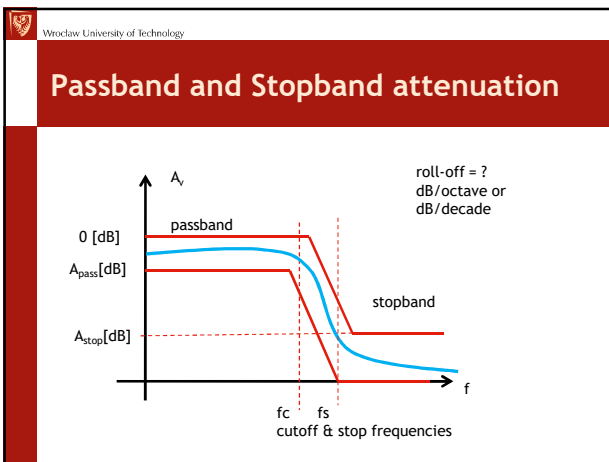 Wroclaw University of Technology
Passband and Stopband attenuation
roll-off = ?
dB/octave or
dB/decade
Av
passband
0 [dB]
Apass[dB]
stopband
Astop[dB]
f
fc fs
cutoff & stop frequencies